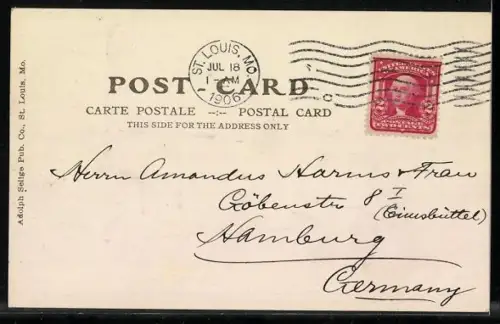 ST. LOUIS, MO.
JUL 18
1-AM
1906
POST CARD
CARTE POSTALE -:- POSTAL CARD
THIS SIDE FOR THE ADDRESS ONLY
Adolph Selige Pub. Co., St. Louis, Mo.
Herrn Amandus Harms & Frau
Göbenstr 8 I
(Eimsbüttel)
Hamburg
Germany